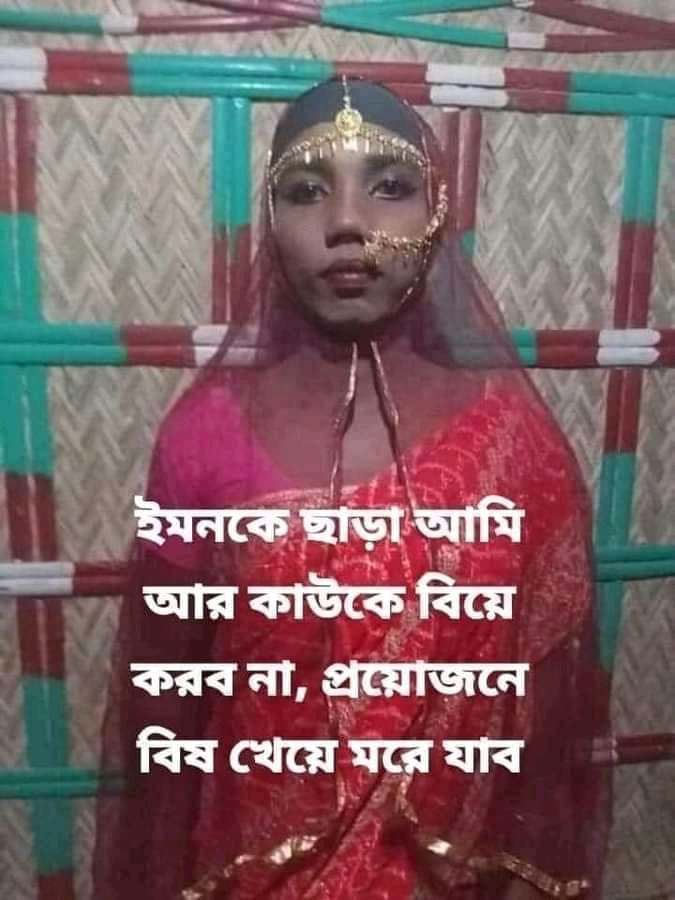 ইমনকে ছাড়া আমি
আর কাউকে বিয়ে
করব না, প্রয়োজনে
বিষ খেয়ে মরে যাব